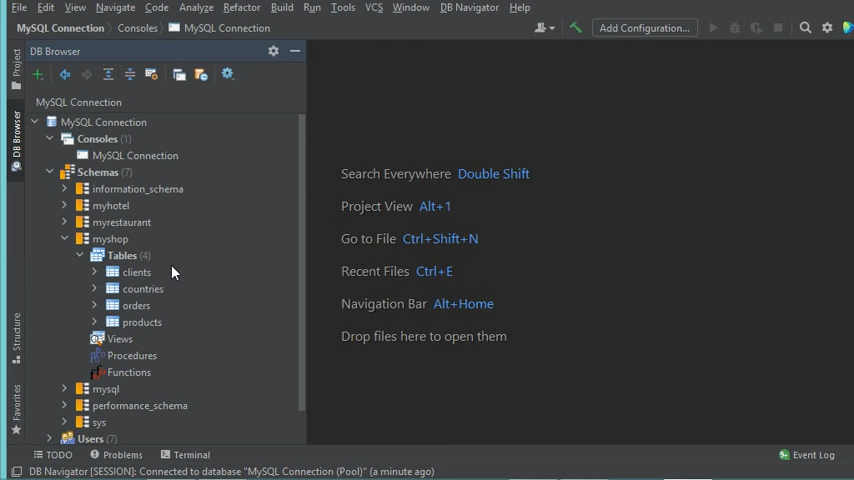 File Edit View Navigate Code Analyze Refactor Build Run Tools VCS Window DB Navigator Help
MySQL Connection Consoles MySQL Connection Add Configuration...
Project
DB Browser
Structure
Favorites
DB Browser
MySQL Connection
MySQL Connection
Consoles (1)
MySQL Connection
Schemas (7)
information_schema
myhotel
myrestaurant
myshop
Tables (4)
clients
countries
orders
products
Views
Procedures
Functions
mysql
performance_schema
sys
Users (7)
Search Everywhere Double Shift
Project View Alt+1
Go to File Ctrl+Shift+N
Recent Files Ctrl+E
Navigation Bar Alt+Home
Drop files here to open them
TODO Problems Terminal Event Log
DB Navigator [SESSION]: Connected to database "MySQL Connection (Pool)" (a minute ago)